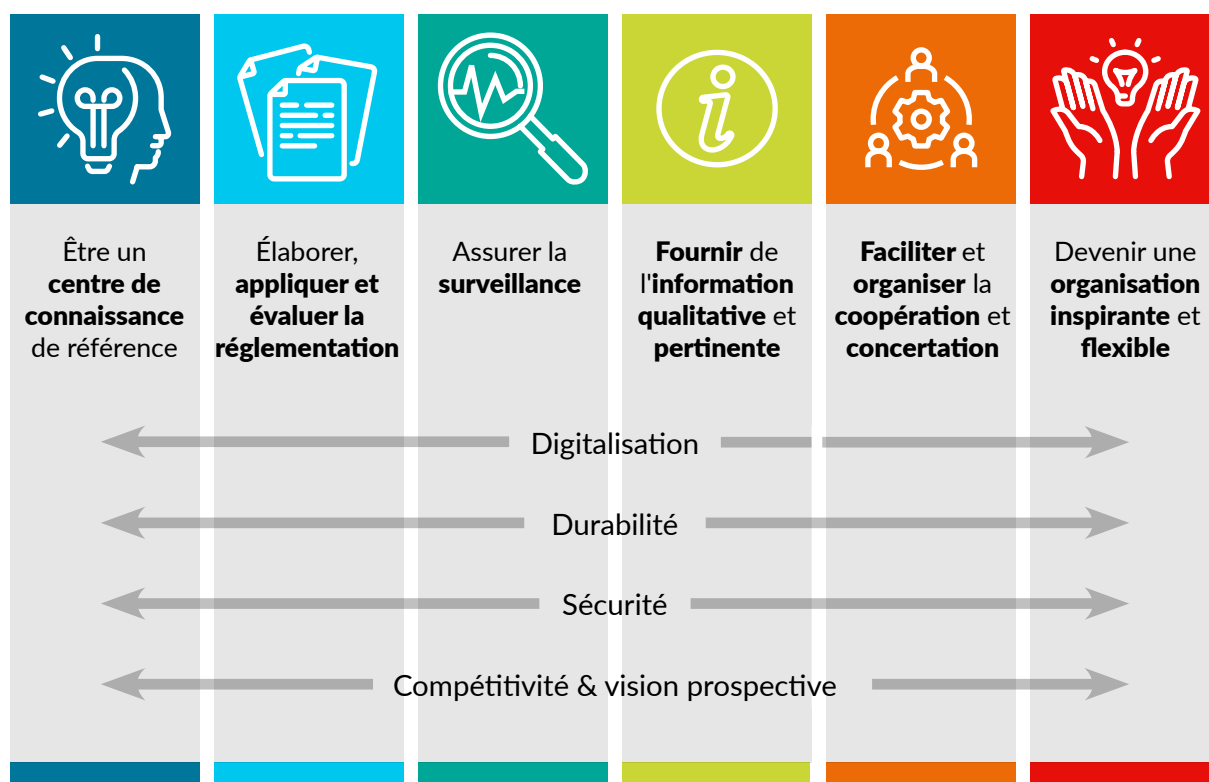 Être un
centre de
connaissance
de référence
Élaborer,
appliquer et
évaluer la
réglementation
Assurer la
surveillance
Fournir de
l'information
qualitative et
pertinente
Faciliter et
organiser la
coopération et
concertation
Devenir une
organisation
inspirante et
flexible
Digitalisation
Durabilité
Sécurité
Compétitivité & vision prospective